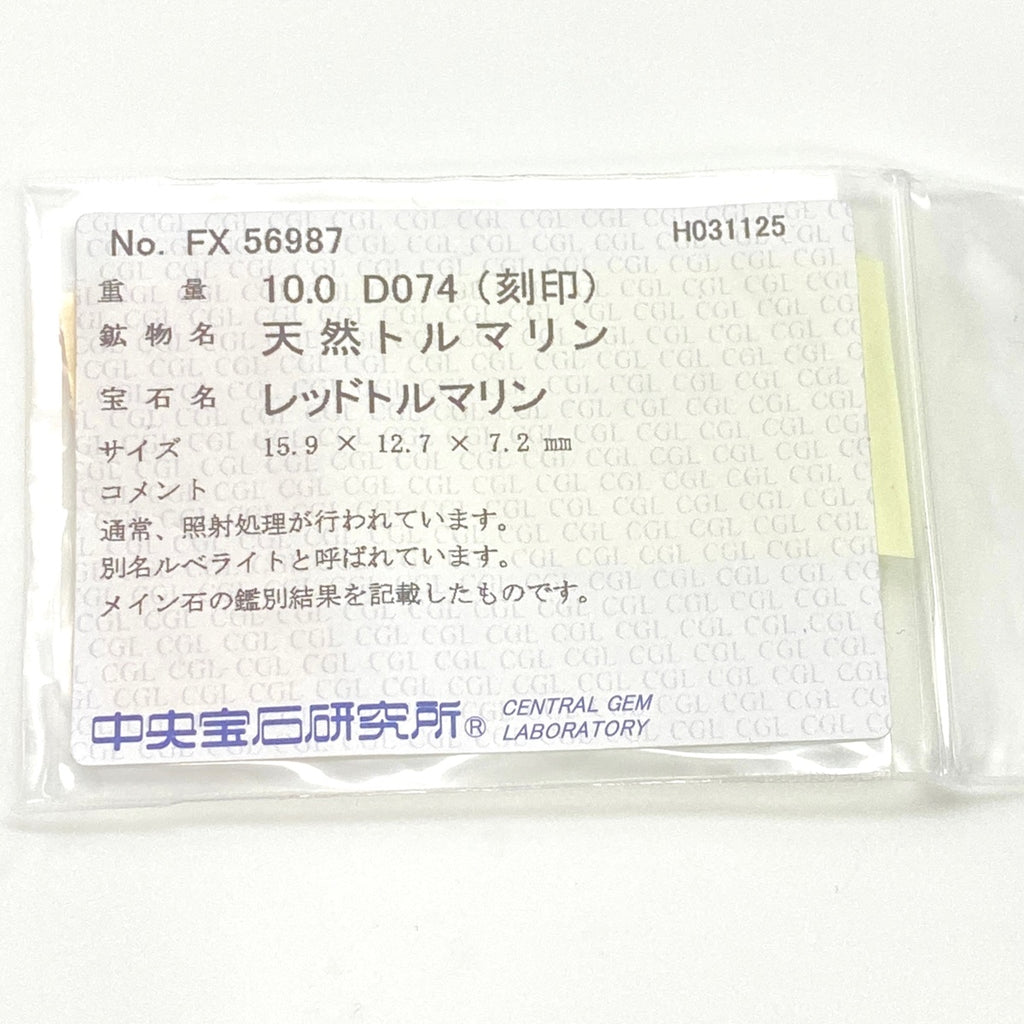 No. FX 56987 H031125
重量 10.0 D074 (刻印)
鉱物名 天然トルマリン
宝石名 レッドトルマリン
サイズ 15.9 × 12.7 × 7.2 mm
コメント
通常、照射処理が行われています。
別名ルベライトと呼ばれています。
メイン石の鑑別結果を記載したものです。
中央宝石研究所® CENTRAL GEM
LABORATORY